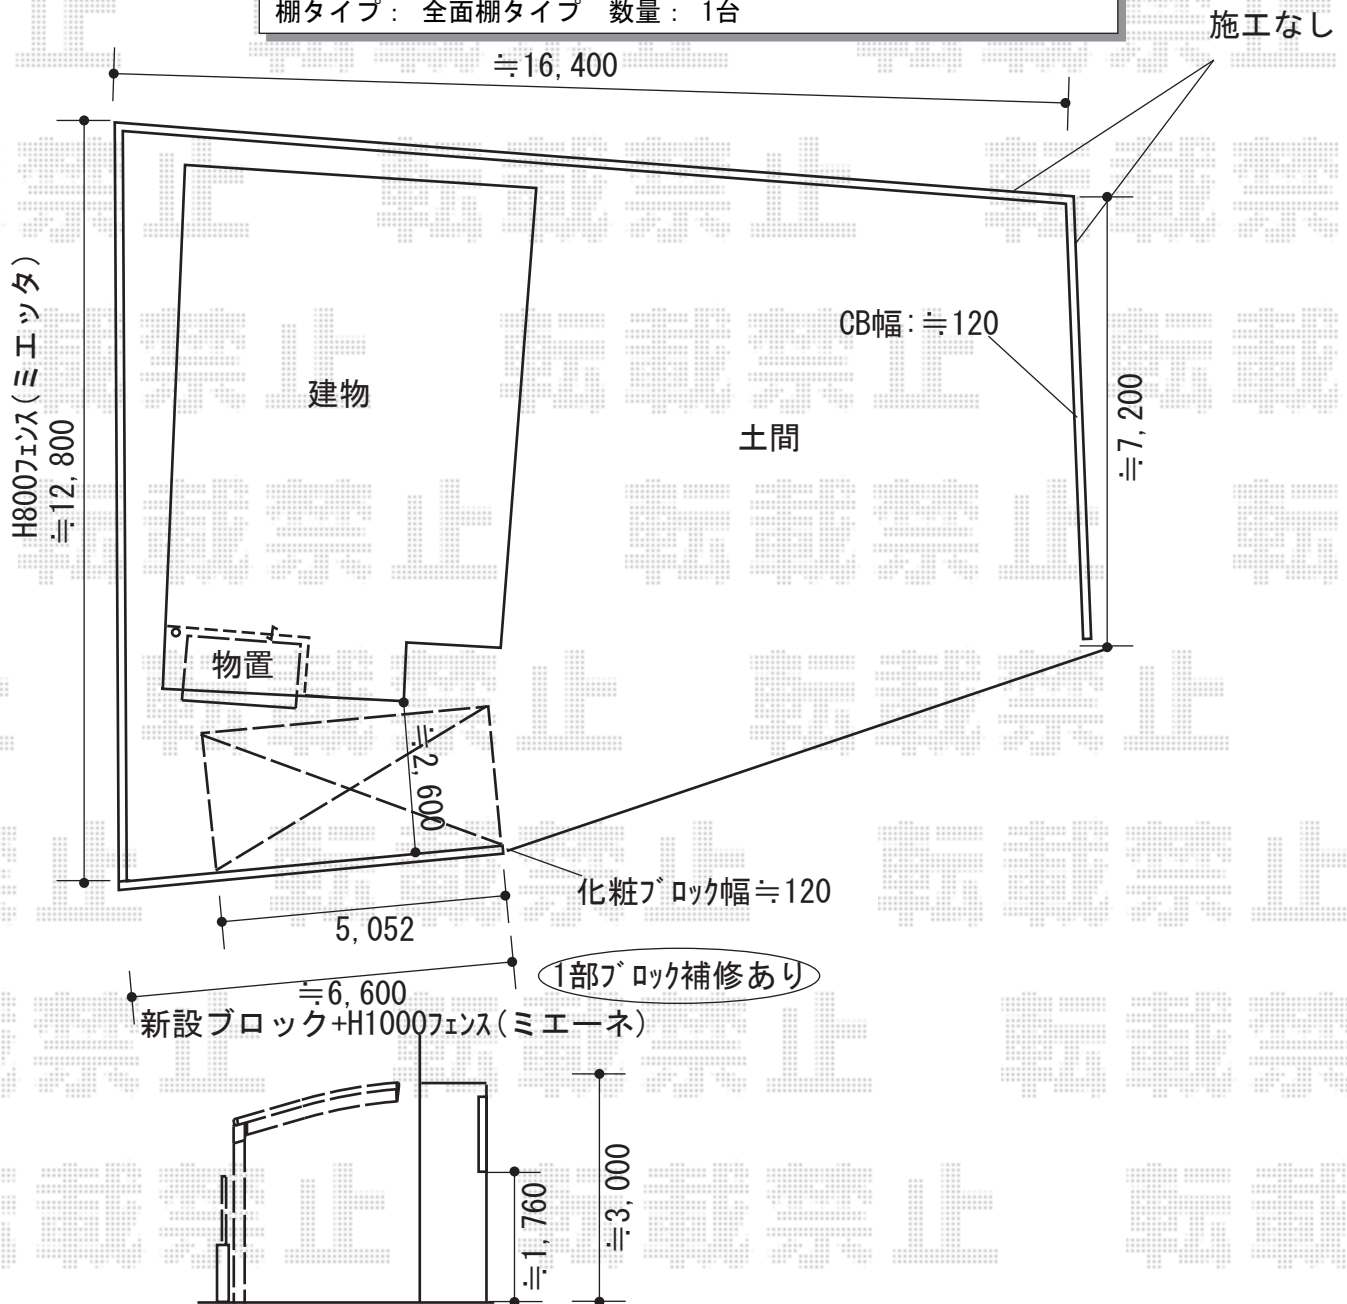 棚タイプ： 全面棚タイプ 数量： 1台
施工なし
≒16,400
H800フェンス(ミエッタ)
≒12,800
CB幅:≒120
建物
土間
≒7,200
物置
≒2,600
化粧ブロック幅≒120
5,052
1部ブロック補修あり
≒6,600
新設ブロック+H1000フェンス(ミエーネ)
≒1,760
≒3,000
転載禁止